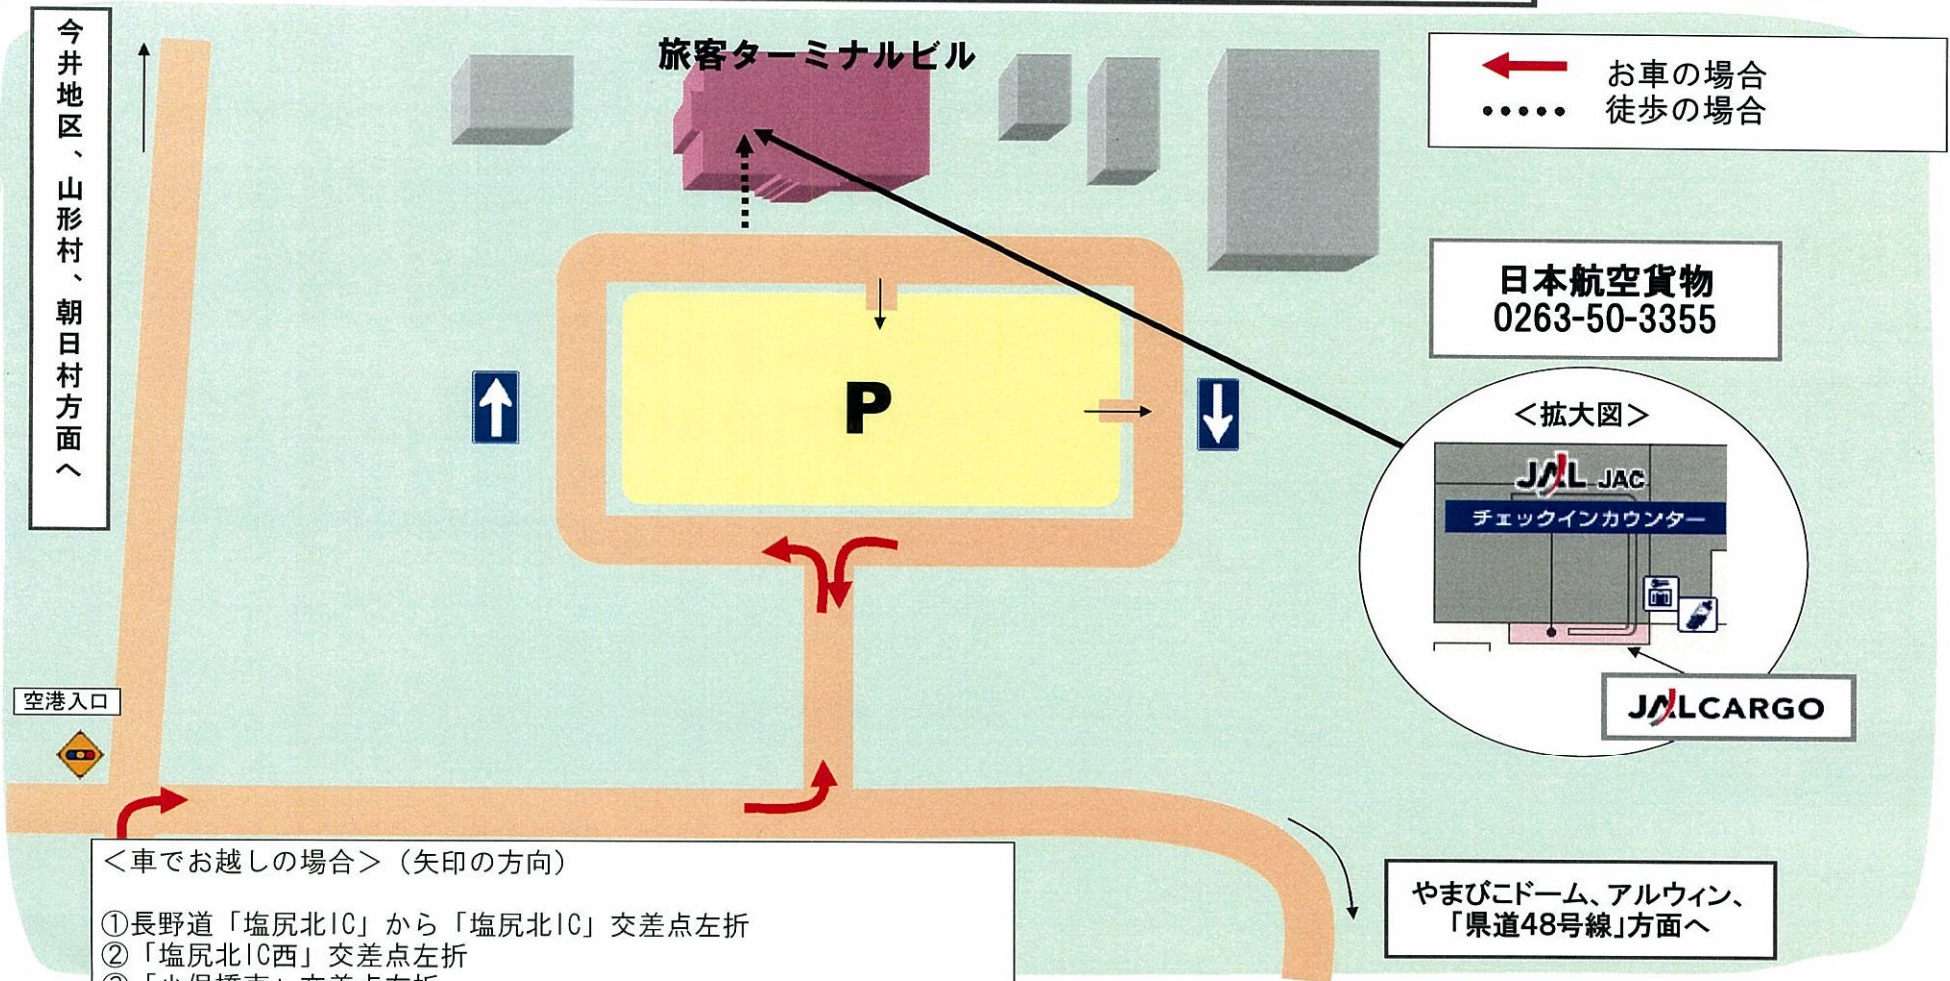 今井地区、山形村、朝日村方面へ
旅客ターミナルビル
お車の場合
徒歩の場合
日本航空貨物
0263-50-3355
P
<拡大図>
JAL JAC
チェックインカウンター
JALCARGO
空港入口
<車でお越しの場合>(矢印の方向)
①長野道「塩尻北IC」から「塩尻北IC」交差点左折
②「塩尻北IC西」交差点左折
やまびこドーム、アルウィン、
「県道48号線」方面へ